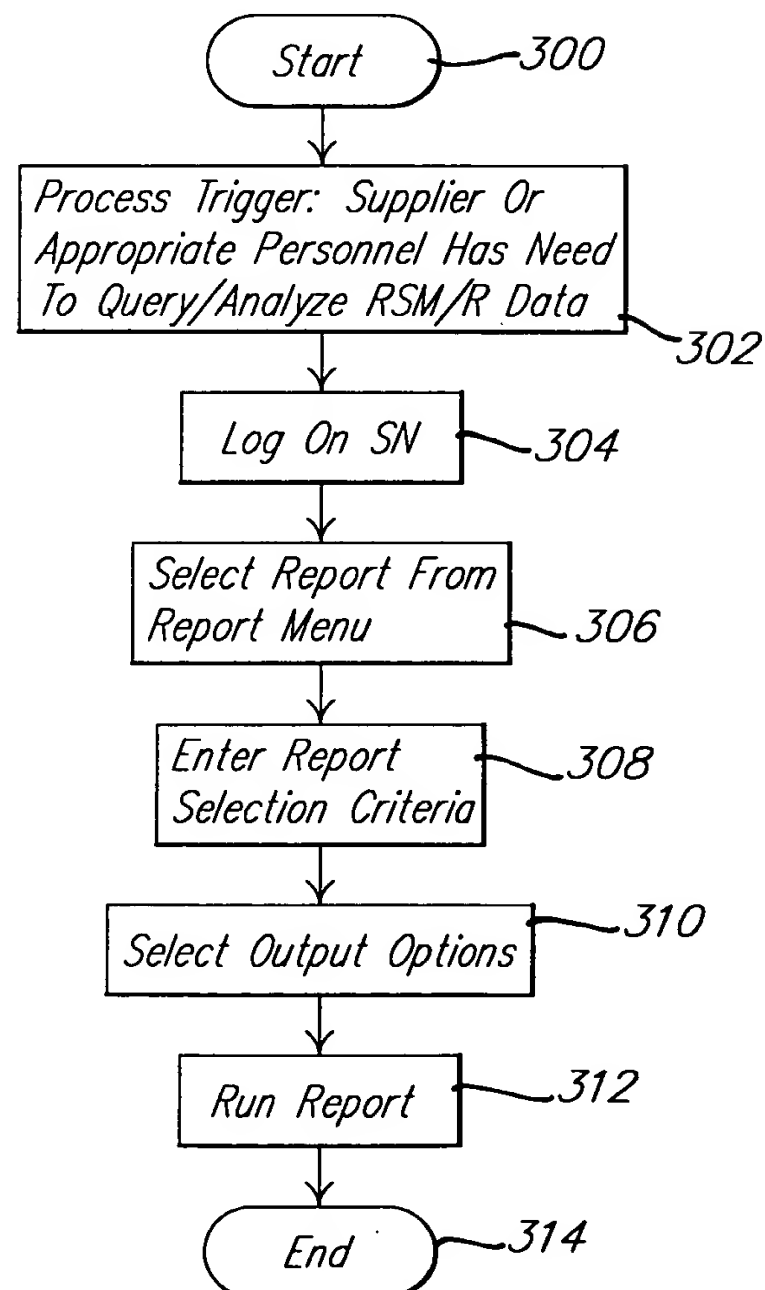 Start
300
Process Trigger: Supplier Or
Appropriate Personnel Has Need
To Query/Analyze RSM/R Data
302
Log On SN
304
Select Report From
Report Menu
306
Enter Report
Selection Criteria
308
Select Output Options
310
Run Report
312
End
314